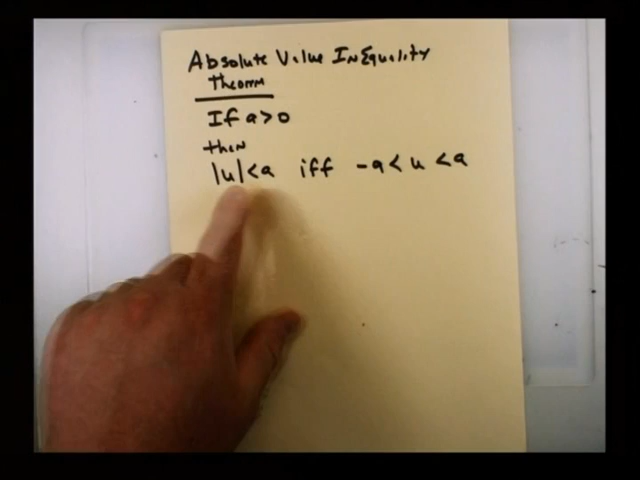 Absolute Value InEquality
Theorm
If a>0
then
|u|<a iff -a<u<a